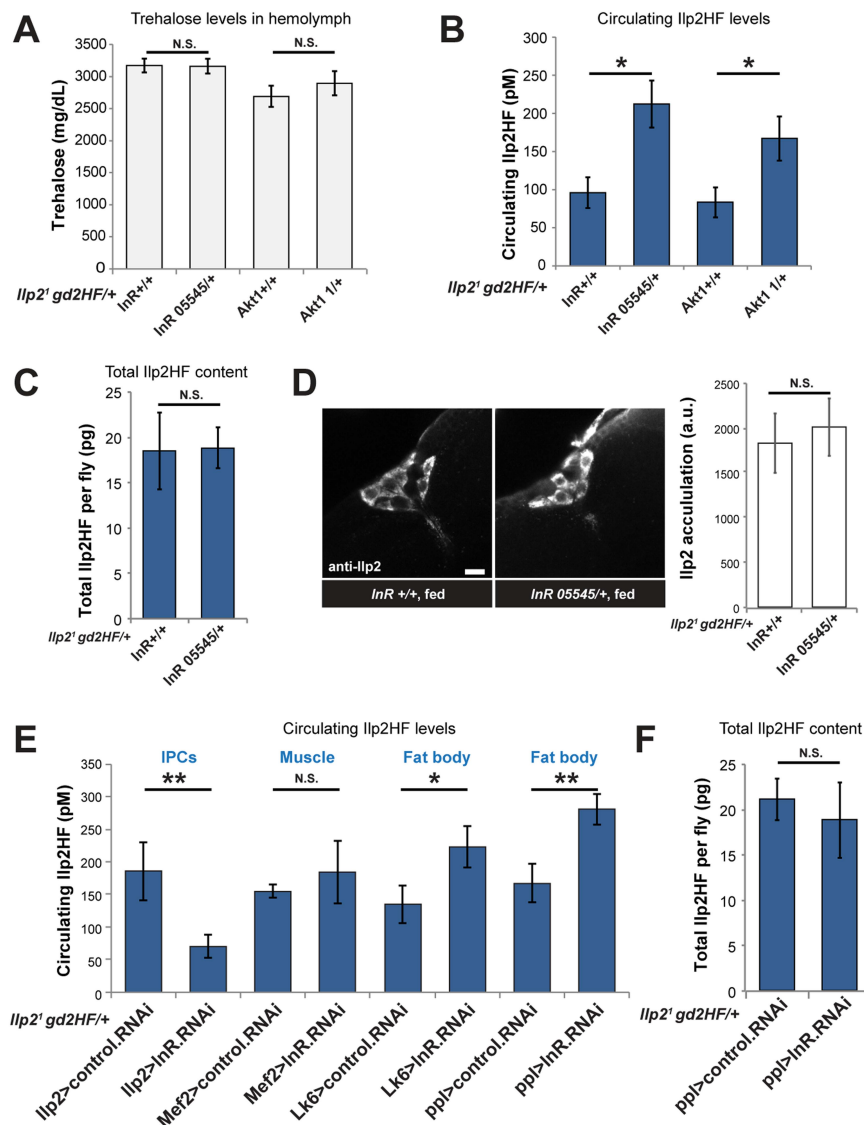 A
Trehalose levels in hemolymph
N.S.
N.S.
Trehalose (mg/dL)
3500
3000
2500
2000
1500
1000
500
0
Ilp2¹ gd2HF/+
InR+/+
InR 05545/+
Akt1+/+
Akt1 1/+
B
Circulating Ilp2HF levels
*
*
Circulating Ilp2HF (pM)
300
250
200
150
100
50
0
Ilp2¹ gd2HF/+
InR+/+
InR 05545/+
Akt1+/+
Akt1 1/+
C
Total Ilp2HF content
N.S.
Total Ilp2HF per fly (pg)
25
20
15
10
5
0
Ilp2¹ gd2HF/+
InR+/+
InR 05545/+
D
anti-Ilp2
InR +/+, fed
InR 05545/+, fed
N.S.
Ilp2 accululation (a.u.)
2500
2000
1500
1000
500
0
Ilp2¹ gd2HF/+
InR+/+
InR 05545/+
E
Circulating Ilp2HF levels
IPCs
Muscle
Fat body
Fat body
**
N.S.
*
**
Circulating Ilp2HF (pM)
350
300
250
200
150
100
50
0
Ilp2¹ gd2HF/+
Ilp2>control.RNAi
Ilp2>InR.RNAi
Mef2>control.RNAi
Mef2>InR.RNAi
Lk6>control.RNAi
Lk6>InR.RNAi
ppl>control.RNAi
ppl>InR.RNAi
F
Total Ilp2HF content
N.S.
Total Ilp2HF per fly (pg)
25
20
15
10
5
0
Ilp2¹ gd2HF/+
ppl>control.RNAi
ppl>InR.RNAi